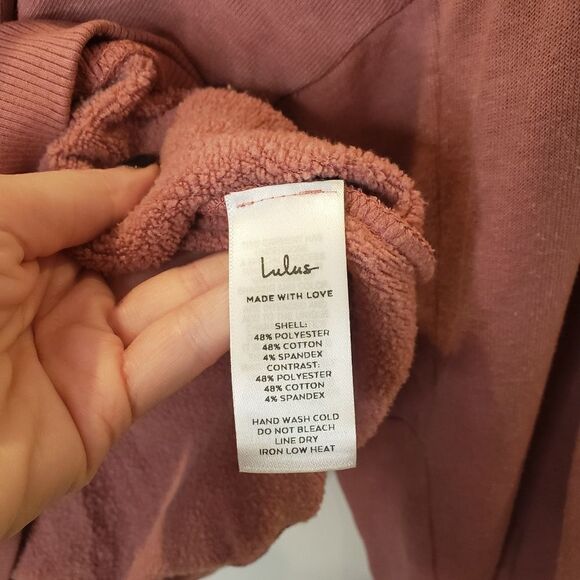 Lulus
MADE WITH LOVE
SHELL:
48% POLYESTER
48% COTTON
4% SPANDEX
CONTRAST:
48% POLYESTER
48% COTTON
4% SPANDEX
HAND WASH COLD
DO NOT BLEACH
LINE DRY
IRON LOW HEAT